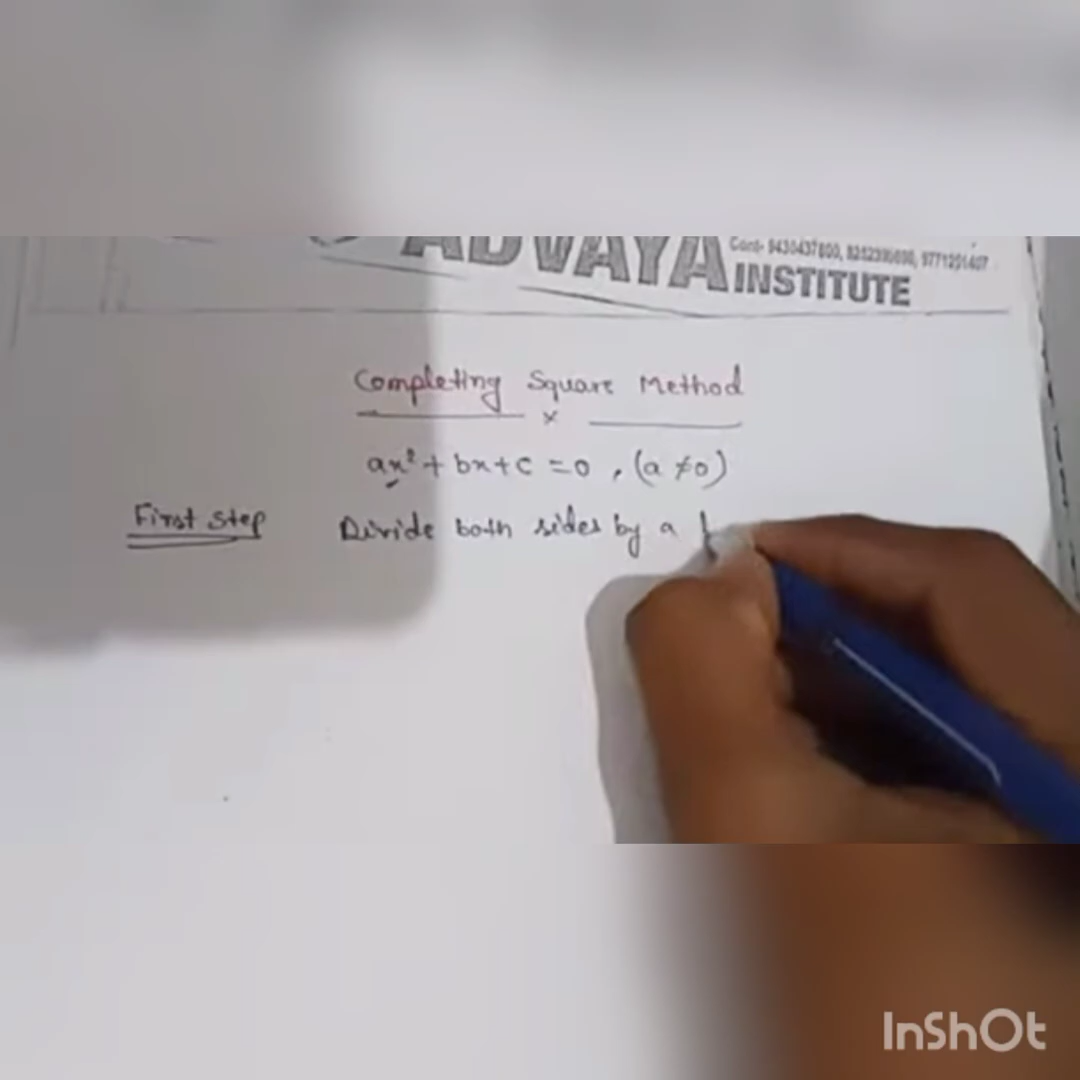 ADVAYA
INSTITUTE
Completing Square Method
×
ax² + bx + c = 0 , (a ≠ 0)
First step Divide both sides by a
InShOt